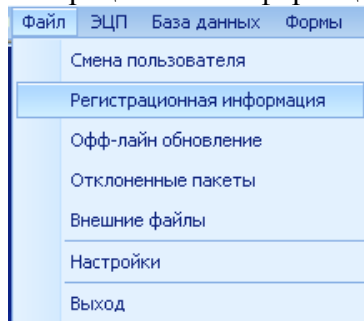 Файл ЭЦП База данных Формы
Смена пользователя
Регистрационная информация
Офф-лайн обновление
Отклоненные пакеты
Внешние файлы
Настройки
Выход